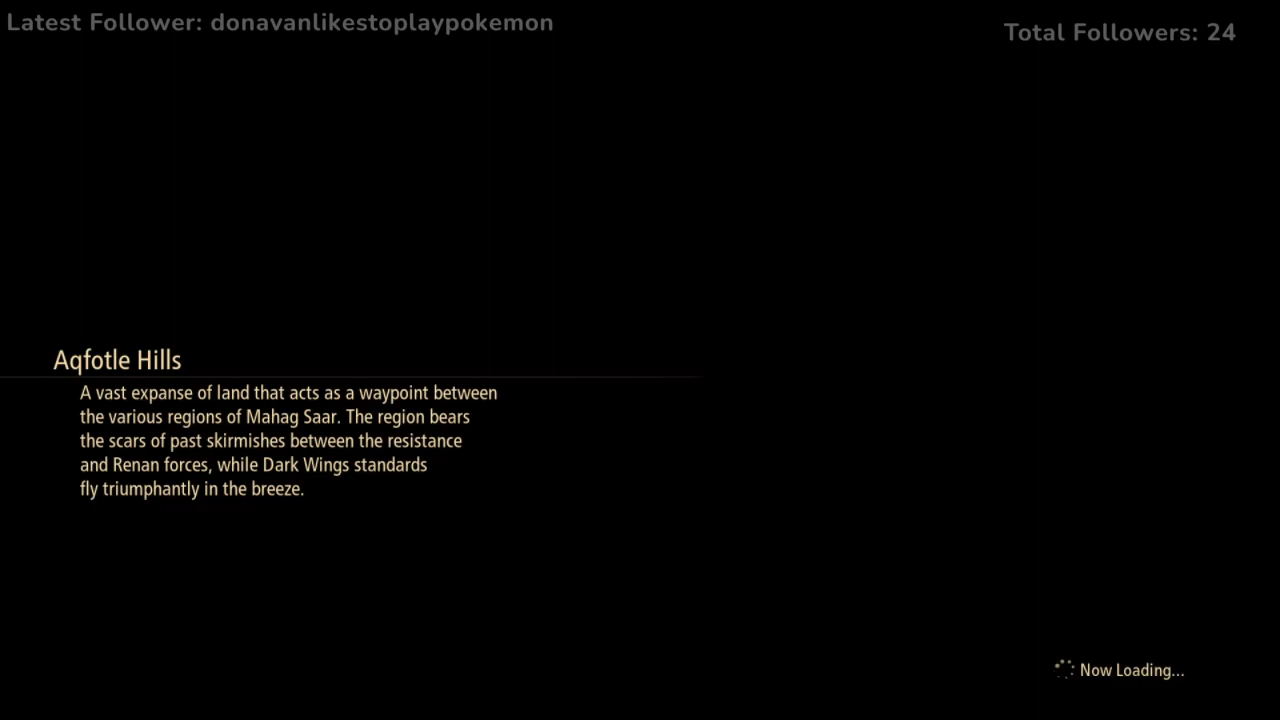 Latest Follower: donavanlikestoplaypokemon
Total Followers: 24
Aqfotle Hills
A vast expanse of land that acts as a waypoint between
the various regions of Mahag Saar. The region bears
the scars of past skirmishes between the resistance
and Renan forces, while Dark Wings standards
fly triumphantly in the breeze.
Now Loading...